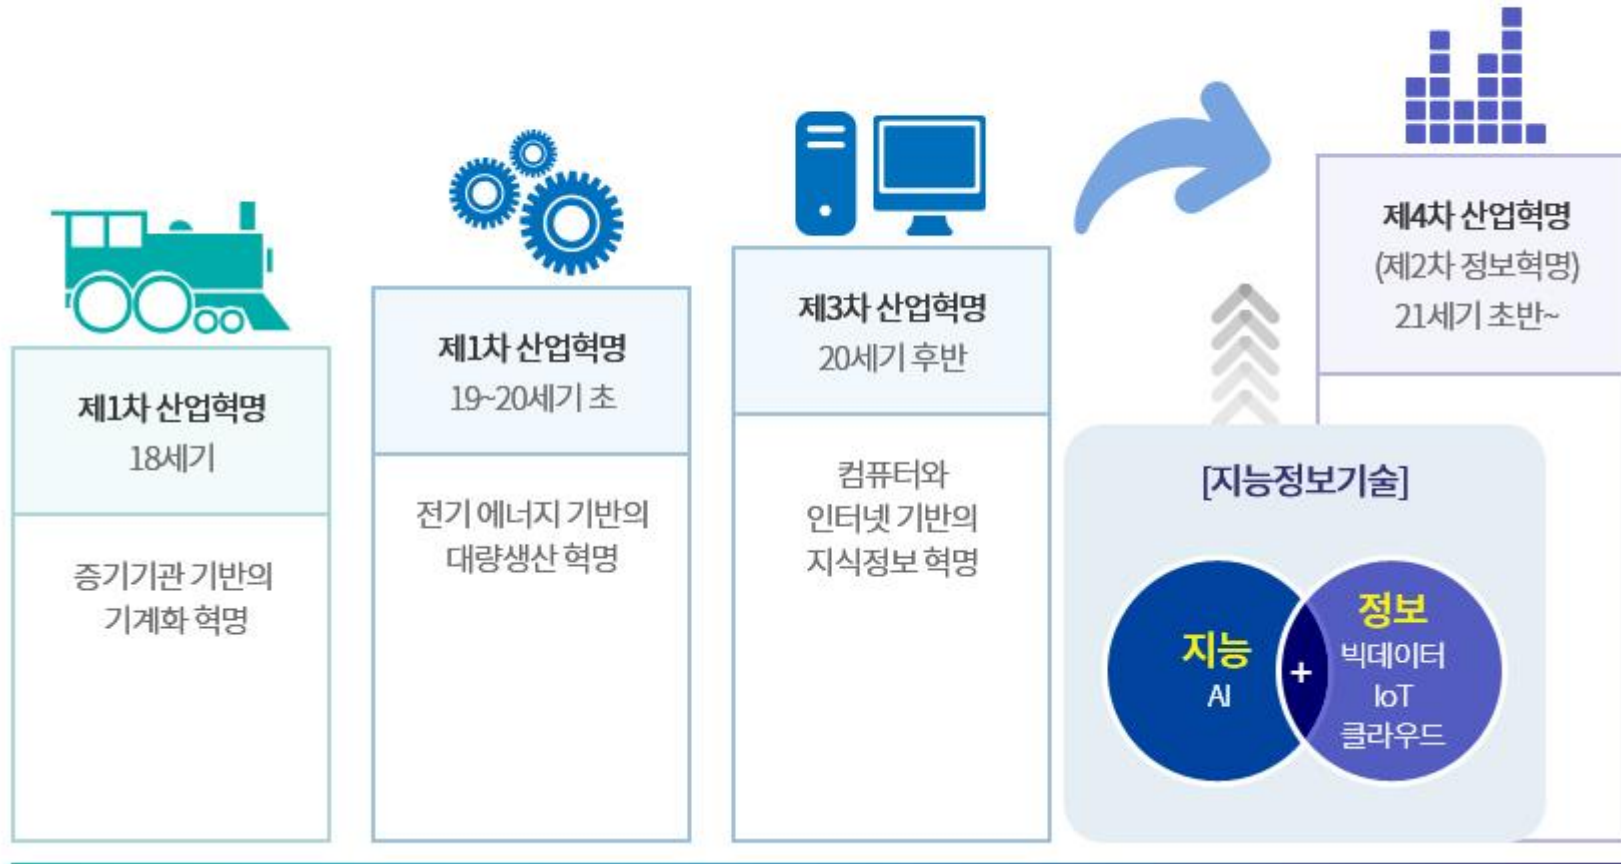 제1차 산업혁명
18세기
증기기관 기반의
기계화 혁명
제1차 산업혁명
19~20세기 초
전기 에너지 기반의
대량생산 혁명
제3차 산업혁명
20세기 후반
컴퓨터와
인터넷 기반의
지식정보 혁명
제4차 산업혁명
(제2차 정보혁명)
21세기 초반~
[지능정보기술]
지능
AI
+
정보
빅데이터
IoT
클라우드